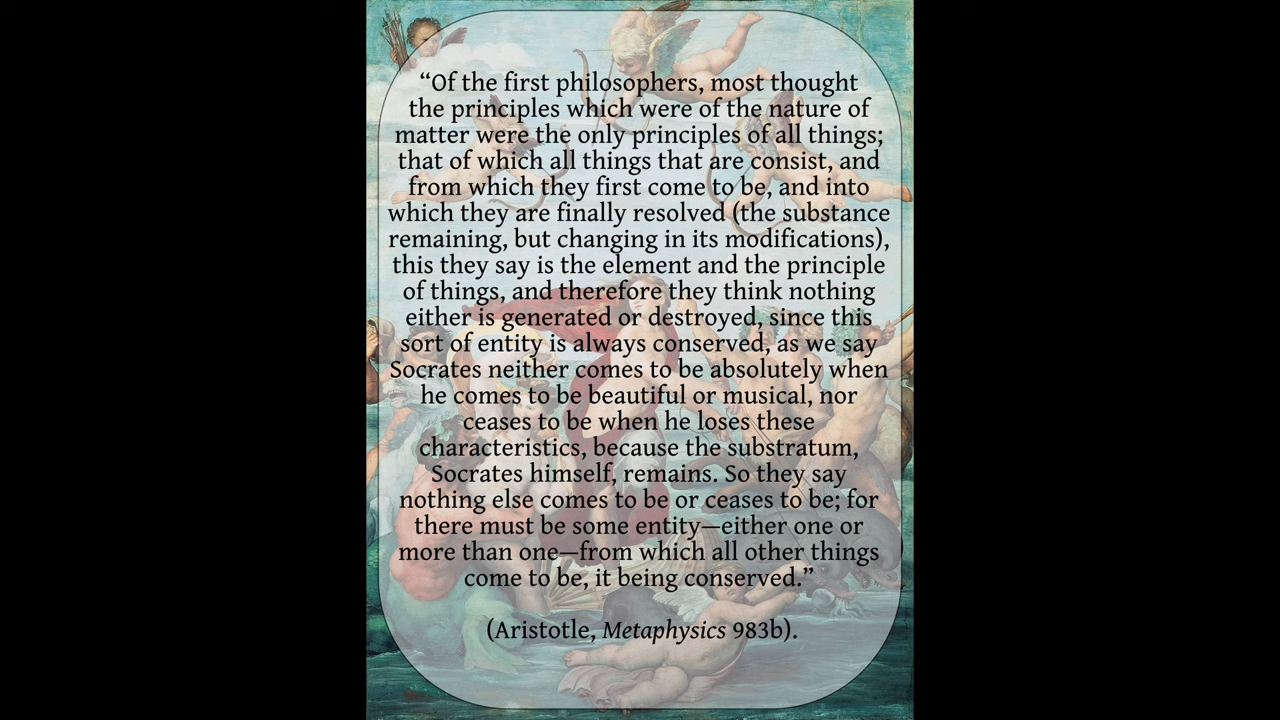 “Of the first philosophers, most thought
the principles which were of the nature of
matter were the only principles of all things;
that of which all things that are consist, and
from which they first come to be, and into
which they are finally resolved (the substance
remaining, but changing in its modifications),
this they say is the element and the principle
of things, and therefore they think nothing
either is generated or destroyed, since this
sort of entity is always conserved, as we say
Socrates neither comes to be absolutely when
he comes to be beautiful or musical, nor
ceases to be when he loses these
characteristics, because the substratum,
Socrates himself, remains. So they say
nothing else comes to be or ceases to be; for
there must be some entity—either one or
more than one—from which all other things
come to be, it being conserved.”
(Aristotle, Metaphysics 983b).